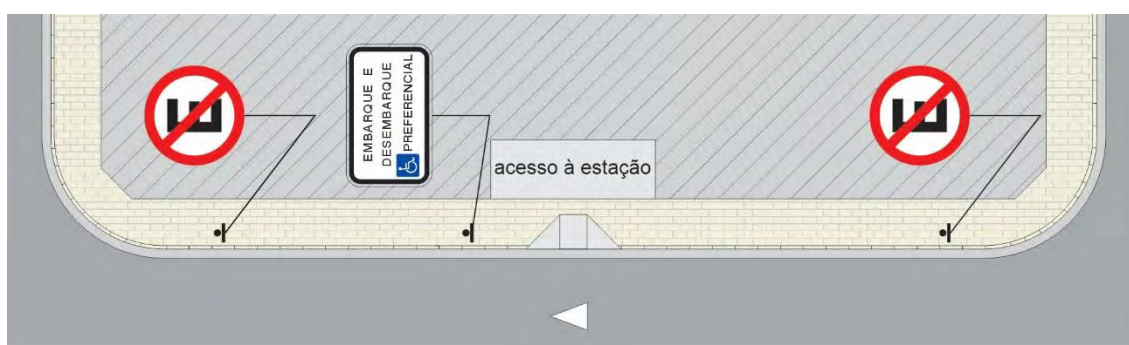 E
EMBARQUE E
DESEMBARQUE
PREFERENCIAL
acesso à estação
E